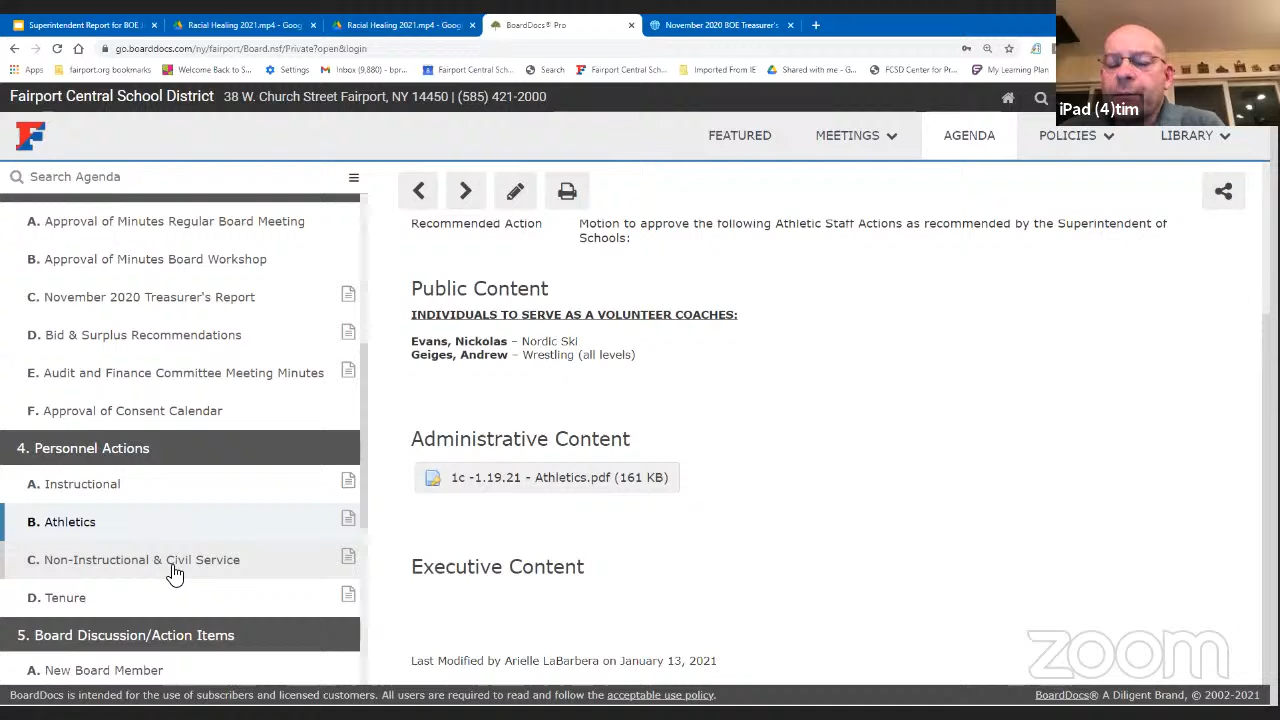 Superintendent Report for BOE
Racial Healing 2021.mp4 - Goog
Racial Healing 2021.mp4 - Goog
BoardDocs® Pro
November 2020 BOE Treasurer's
go.boarddocs.com/ny/fairport/Board.nsf/Private?open&login
Apps
fairport.org bookmarks
Welcome Back to S...
Settings
Inbox (9,880) - bpr...
Fairport Central Sch...
Search
Fairport Central Sch...
Imported From IE
Shared with me - G...
FCSD Center for Pr...
My Learning Plan
iPad (4)tim
Fairport Central School District 38 W. Church Street Fairport, NY 14450 | (585) 421-2000
F
FEATURED
MEETINGS
AGENDA
POLICIES
LIBRARY
Search Agenda
A. Approval of Minutes Regular Board Meeting
B. Approval of Minutes Board Workshop
C. November 2020 Treasurer's Report
D. Bid & Surplus Recommendations
E. Audit and Finance Committee Meeting Minutes
F. Approval of Consent Calendar
4. Personnel Actions
A. Instructional
B. Athletics
C. Non-Instructional & Civil Service
D. Tenure
5. Board Discussion/Action Items
A. New Board Member
Recommended Action
Motion to approve the following Athletic Staff Actions as recommended by the Superintendent of
Schools:
Public Content
INDIVIDUALS TO SERVE AS A VOLUNTEER COACHES:
Evans, Nickolas – Nordic Ski
Geiges, Andrew – Wrestling (all levels)
Administrative Content
1c -1.19.21 - Athletics.pdf (161 KB)
Executive Content
Last Modified by Arielle LaBarbera on January 13, 2021
zoom
BoardDocs is intended for the use of subscribers and licensed customers. All users are required to read and follow the acceptable use policy.
BoardDocs® A Diligent Brand, © 2002-2021